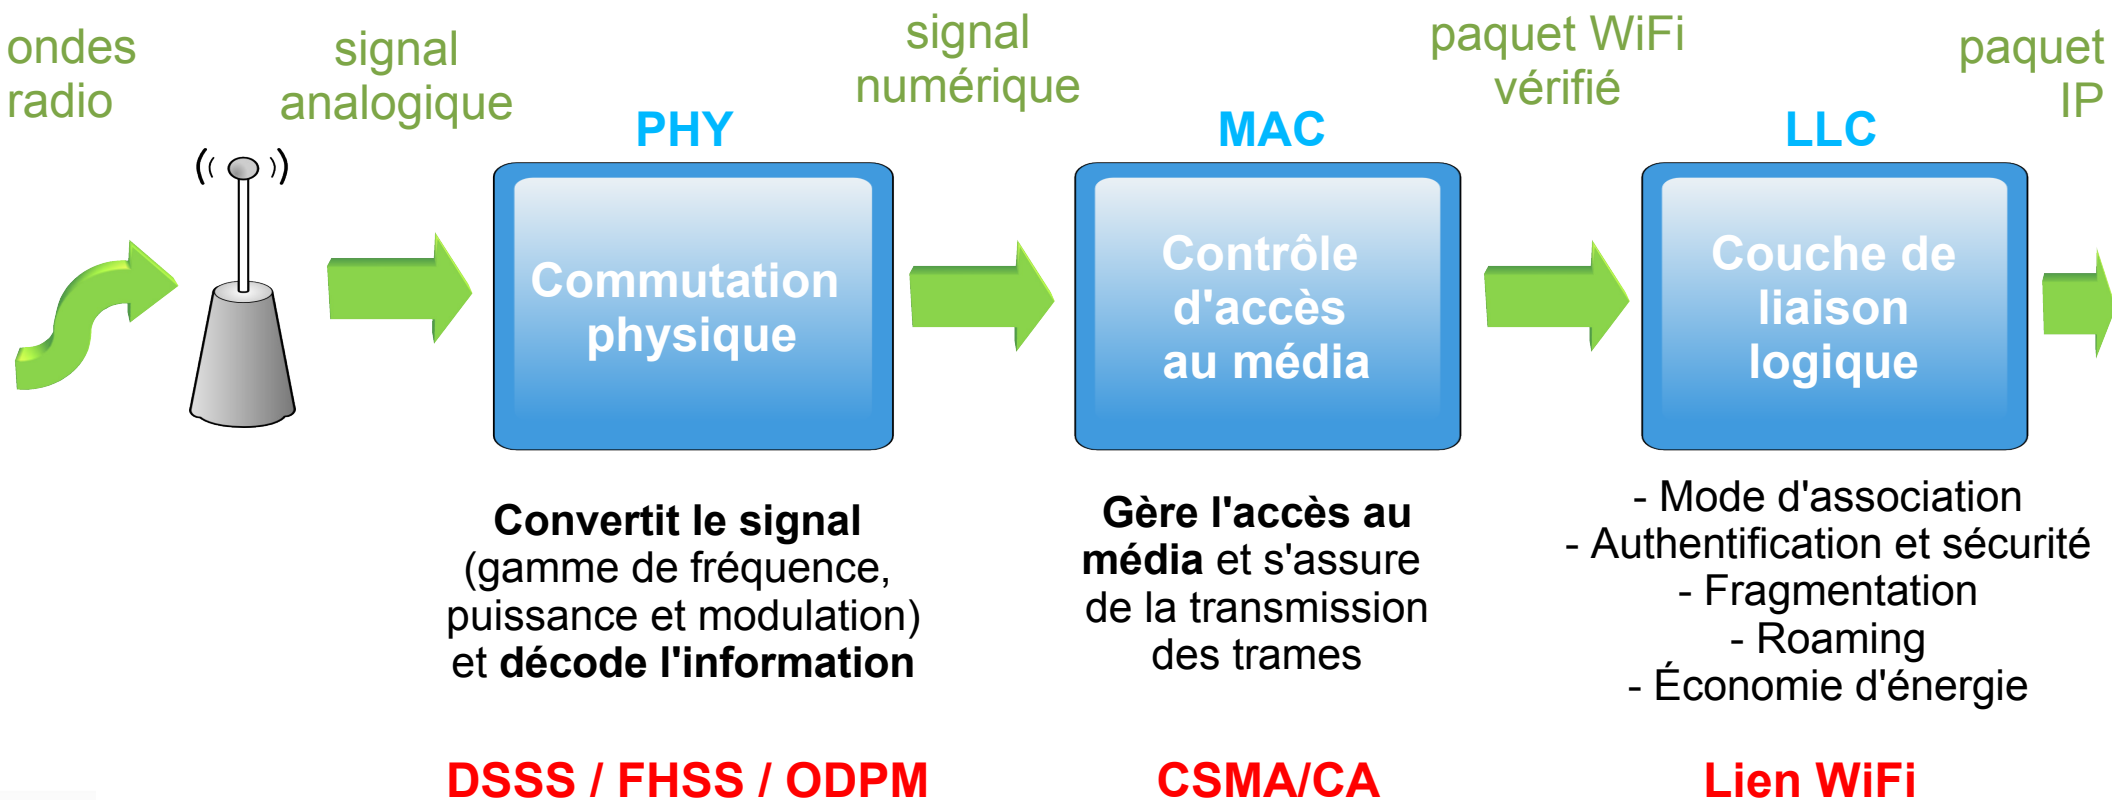 ondes
radio
signal
analogique
signal
numérique
paquet WiFi
vérifié
paquet
IP
PHY
MAC
LLC
Commutation
physique
Contrôle
d'accès
au média
Couche de
liaison
logique
Convertit le signal
(gamme de fréquence,
puissance et modulation)
et décode l'information
Gère l'accès au
média et s'assure
de la transmission
des trames
- Mode d'association
- Authentification et sécurité
- Fragmentation
- Roaming
- Économie d'énergie
DSSS / FHSS / ODPM
CSMA/CA
Lien WiFi